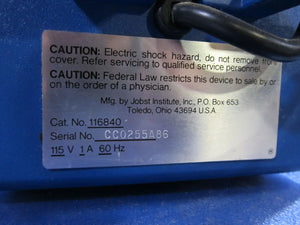 CAUTION: Electric shock hazard, do not remove front
cover. Refer servicing to qualified service personnel.
CAUTION: Federal Law restricts this device to sale by or
on the order of a physician.
Mfg. by Jobst Institute, Inc., P.O. Box 653
Toledo, Ohio 43694 U.S.A.
Cat. No. 116840
Serial No. CC0255A86
115 V 1 A 60 Hz